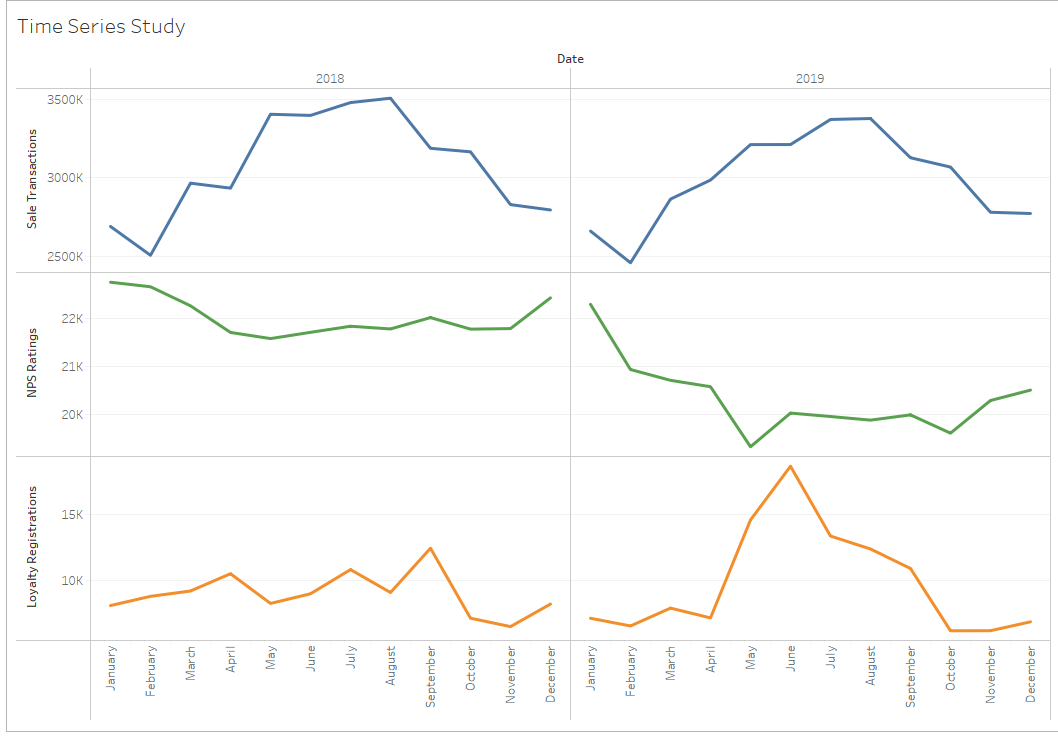 Time Series Study
Date
2018
2019
Sale Transactions
3500K
3000K
2500K
NPS Ratings
22K
21K
20K
Loyalty Registrations
15K
10K
January
February
March
April
May
June
July
August
September
October
November
December
January
February
March
April
May
June
July
August
September
October
November
December